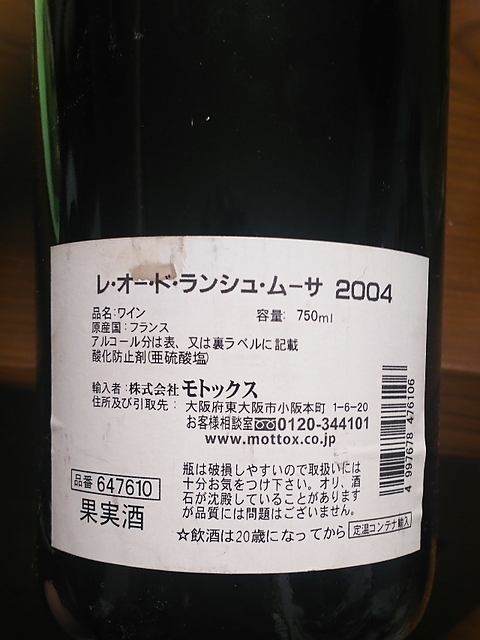 レ・オー・ド・ランシュ・ムーサ 2004
品名:ワイン 容量: 750ml
原産国:フランス
アルコール分は表、又は裏ラベルに記載
酸化防止剤(亜硫酸塩)
輸入者:株式会社モトックス
住所及び引取先: 大阪府東大阪市小阪本町 1-6-20
お客様相談室 0120-344101
www.mottox.co.jp
4 997678 476106
品番 647610
果実酒
瓶は破損しやすいので取扱いには
十分お気をつけ下さい。オリ、酒
石が沈殿していることがあります
が品質には問題はございません。
☆飲酒は20歳になってから 定温コンテナ輸入